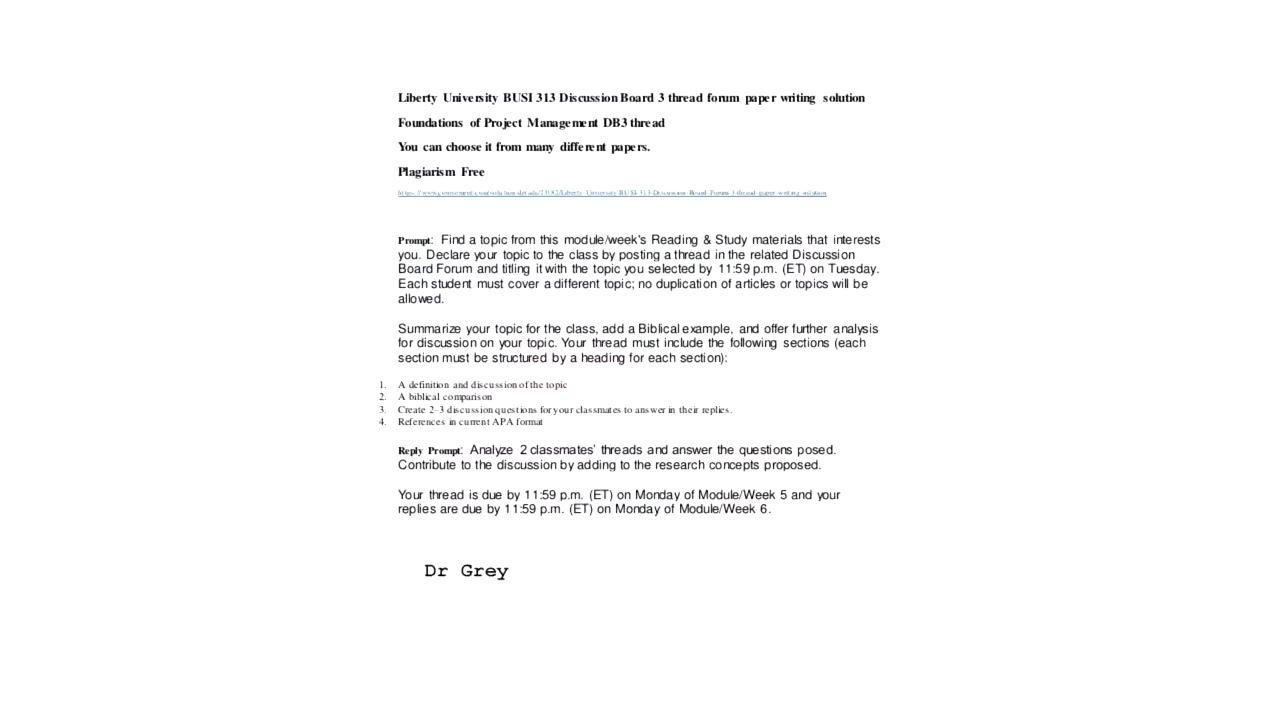 Liberty University BUSI 313 Discussion Board 3 thread forum paper writing solution
Foundations of Project Management DB3 thread
You can choose it from many different papers.
Plagiarism Free
Prompt: Find a topic from this module/week's Reading & Study materials that interests
you. Declare your topic to the class by posting a thread in the related Discussion
Board Forum and titling it with the topic you selected by 11:59 p.m. (ET) on Tuesday.
Each student must cover a different topic; no duplication of articles or topics will be
allowed.
Summarize your topic for the class, add a Biblical example, and offer further analysis
for discussion on your topic. Your thread must include the following sections (each
section must be structured by a heading for each section):
1. A definition and discussion of the topic
2. A biblical comparison
3. Create 2–3 discussion questions for your classmates to answer in their replies.
4. References in current APA format
Reply Prompt: Analyze 2 classmates' threads and answer the questions posed.
Contribute to the discussion by adding to the research concepts proposed.
Your thread is due by 11:59 p.m. (ET) on Monday of Module/Week 5 and your
replies are due by 11:59 p.m. (ET) on Monday of Module/Week 6.
Dr Grey